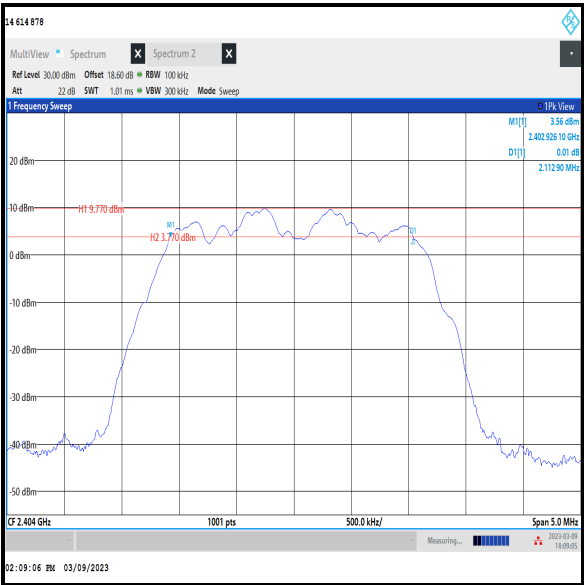 14 614 878
MultiView Spectrum X Spectrum 2 X
Ref Level 30.00 dBm Offset 18.60 dB RBW 100 kHz
Att 22 dB SWT 1.01 ms VBW 300 kHz Mode Sweep
1 Frequency Sweep 1Pk View
M1[1] 3.56 dBm
2.402 926 10 GHz
D1[1] 0.01 dB
2.112 90 MHz
20 dBm
10 dBm H1 9.770 dBm
M1
H2 3.770 dBm D1
0 dBm
-10 dBm
-20 dBm
-30 dBm
-40 dBm
-50 dBm
CF 2.404 GHz 1001 pts 500.0 kHz/ Span 5.0 MHz
Measuring... 2023-03-09
14:09:05
02:09:06 PM 03/09/2023